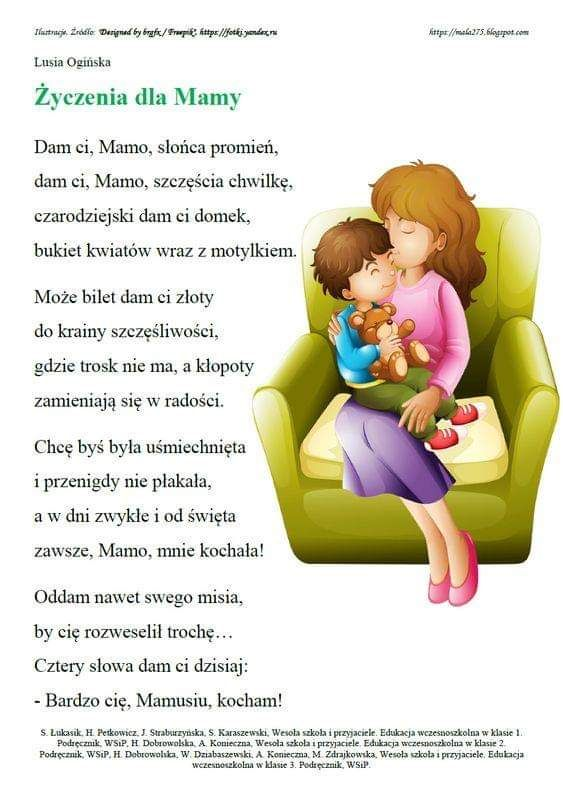 Ilustracje. Źródło: "Designed by brgfx / Freepik", https://fotki.yandex.ru https://mala275.blogspot.com
Lusia Ogińska
Życzenia dla Mamy
Dam ci, Mamo, słońca promień,
dam ci, Mamo, szczęścia chwilkę,
czarodziejski dam ci domek,
bukiet kwiatów wraz z motylkiem.
Może bilet dam ci złoty
do krainy szczęśliwości,
gdzie trosk nie ma, a kłopoty
zamieniają się w radości.
Chcę byś była uśmiechnięta
i przenigdy nie płakała,
a w dni zwykłe i od święta
zawsze, Mamo, mnie kochała!
Oddam nawet swego misia,
by cię rozweselił trochę…
Cztery słowa dam ci dzisiaj:
- Bardzo cię, Mamusiu, kocham!
S. Łukasik, H. Petkowicz, J. Straburzyńska, S. Karaszewski, Wesoła szkoła i przyjaciele. Edukacja wczesnoszkolna w klasie 1.
Podręcznik, WSiP, H. Dobrowolska, A. Konieczna, Wesoła szkoła i przyjaciele. Edukacja wczesnoszkolna w klasie 2.
Podręcznik, WSiP, H. Dobrowolska, W. Dziabaszewski, A. Konieczna, M. Zdrajkowska, Wesoła szkoła i przyjaciele. Edukacja
wczesnoszkolna w klasie 3. Podręcznik, WSiP.